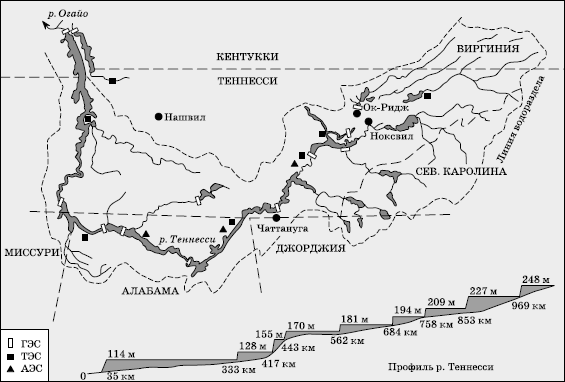 р. Огайо
ВИРГИНИЯ
КЕНТУККИ
ТЕННЕССИ
Линия водораздела
Ок-Ридж
Нашвил
Ноксвил
СЕВ. КАРОЛИНА
р. Теннесси
Чаттануга
МИССУРИ
ДЖОРДЖИЯ
АЛАБАМА
ГЭС
ТЭС
АЭС
248 м
227 м
209 м
194 м
181 м
170 м
155 м
128 м
114 м
969 км
853 км
758 км
684 км
562 км
443 км
417 км
333 км
35 км
0
Профиль р. Теннесси